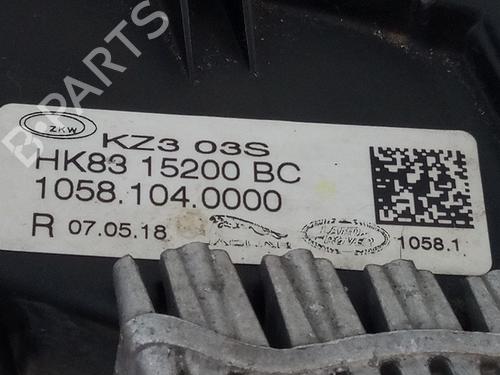 B PARTS
ZKW
KZ3 03S
HK83 15200 BC
1058.104.0000
R 07.05.18
JAGUAR
LAND ROVER
1058.1.